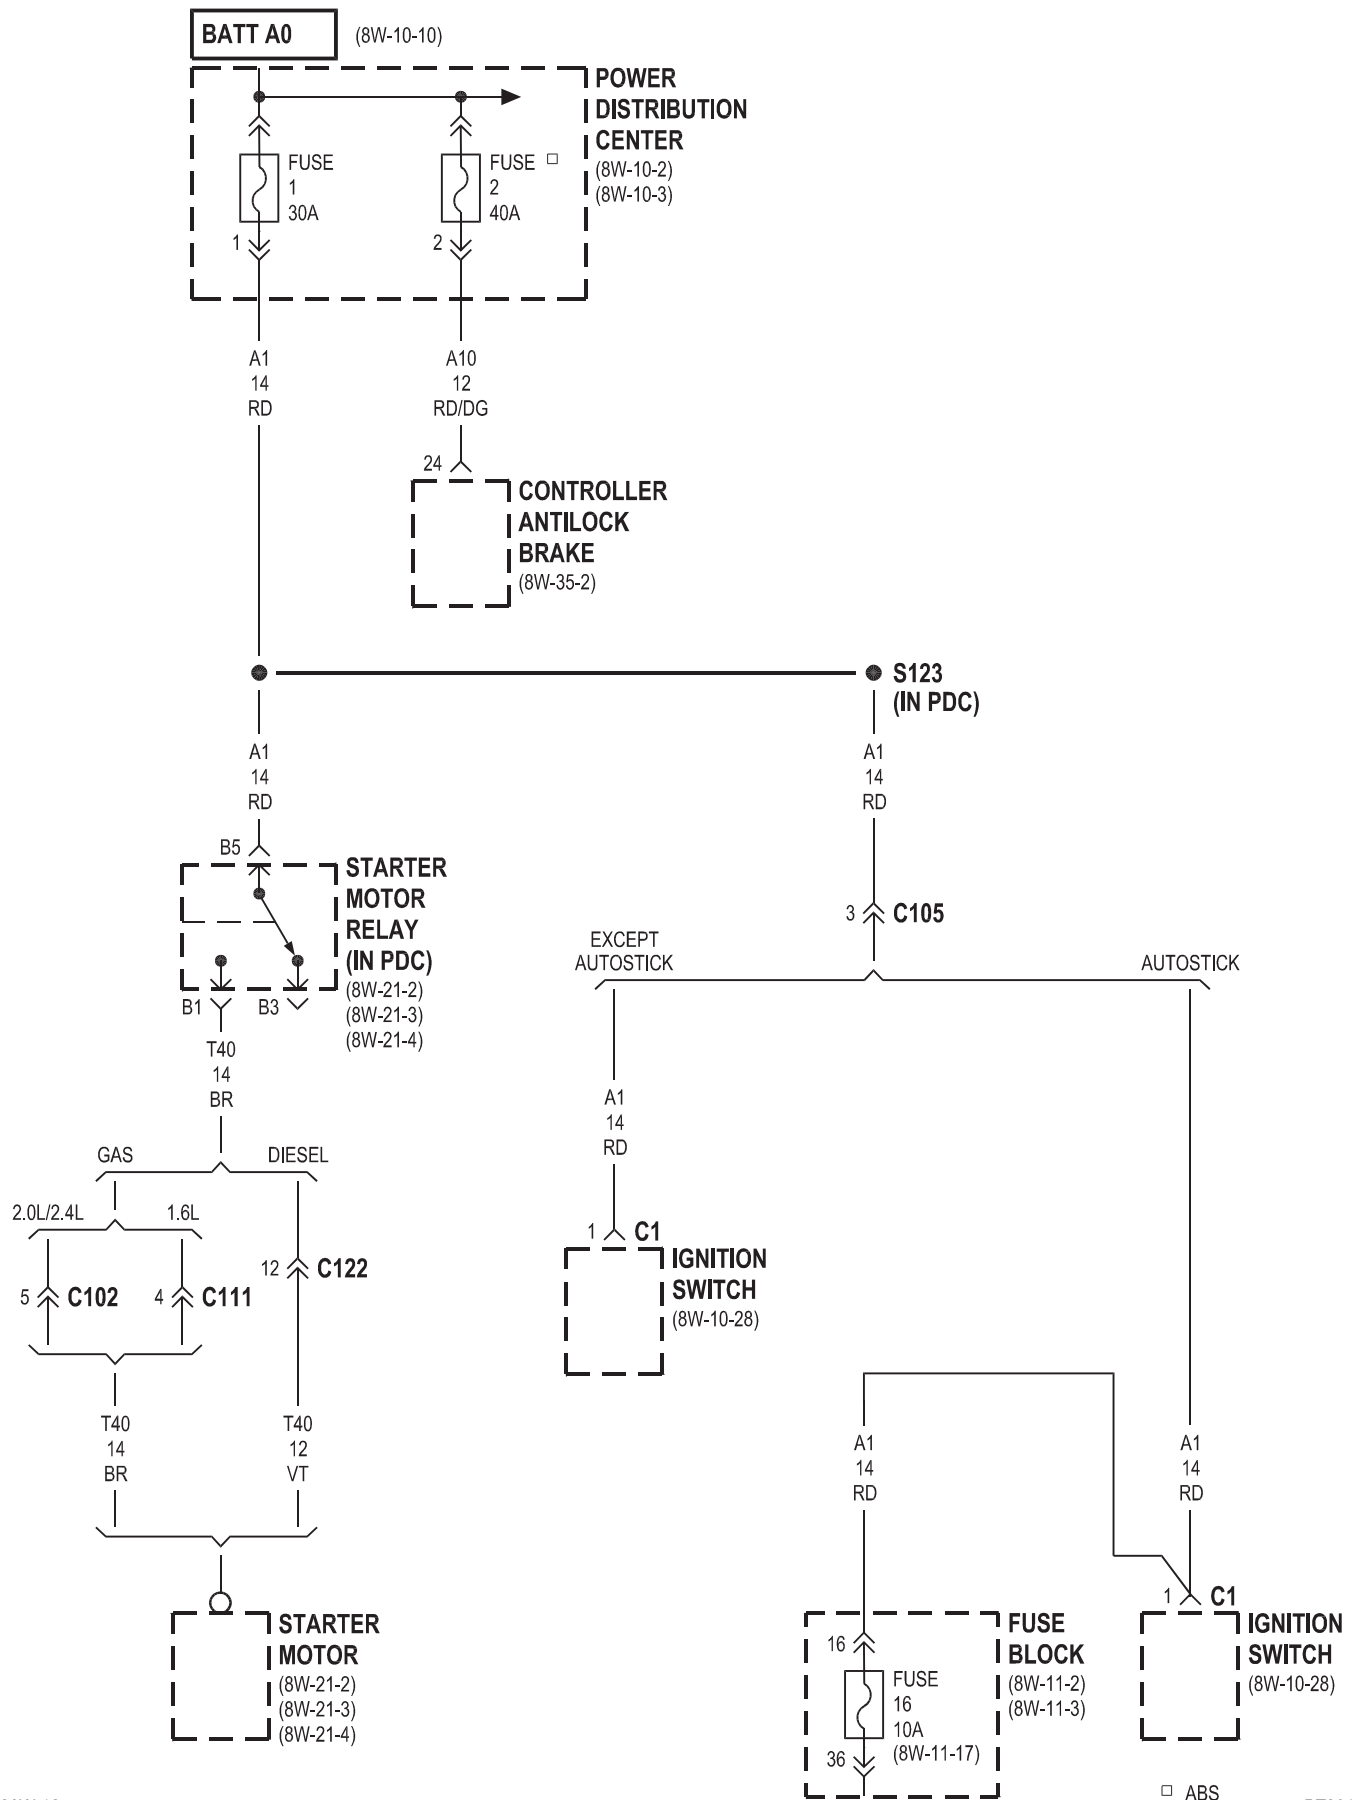 BATT A0 (8W-10-10)
POWER
DISTRIBUTION
CENTER
(8W-10-2)
(8W-10-3)
FUSE
1
30A
1
FUSE □
2
40A
2
A1
14
RD
A10
12
RD/DG
24
CONTROLLER
ANTILOCK
BRAKE
(8W-35-2)
S123
(IN PDC)
A1
14
RD
A1
14
RD
B5
STARTER
MOTOR
RELAY
(IN PDC)
(8W-21-2)
(8W-21-3)
(8W-21-4)
B1
B3
3 C105
EXCEPT
AUTOSTICK
AUTOSTICK
T40
14
BR
A1
14
RD
GAS
DIESEL
2.0L/2.4L
1.6L
5 C102
4 C111
12 C122
1 C1
IGNITION
SWITCH
(8W-10-28)
T40
14
BR
T40
12
VT
A1
14
RD
A1
14
RD
STARTER
MOTOR
(8W-21-2)
(8W-21-3)
(8W-21-4)
16
FUSE
16
10A
(8W-11-17)
36
FUSE
BLOCK
(8W-11-2)
(8W-11-3)
1 C1
IGNITION
SWITCH
(8W-10-28)
□ ABS